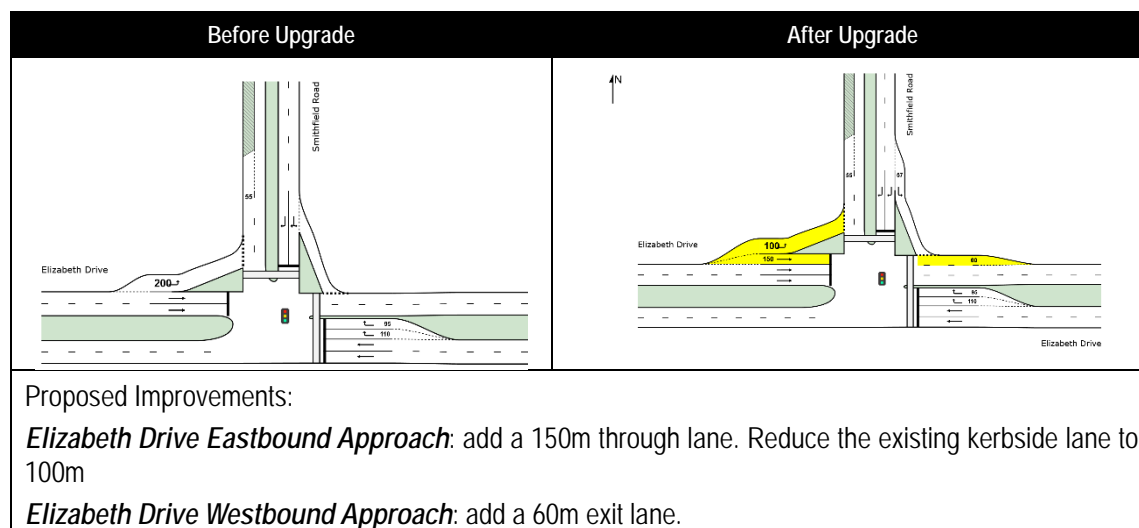 Before Upgrade
After Upgrade
Smithfield Road
55
Elizabeth Drive
200
95
110
N
Smithfield Road
55
57
Elizabeth Drive
100
150
60
95
110
Elizabeth Drive
Proposed Improvements:
Elizabeth Drive Eastbound Approach: add a 150m through lane. Reduce the existing kerbside lane to
100m
Elizabeth Drive Westbound Approach: add a 60m exit lane.